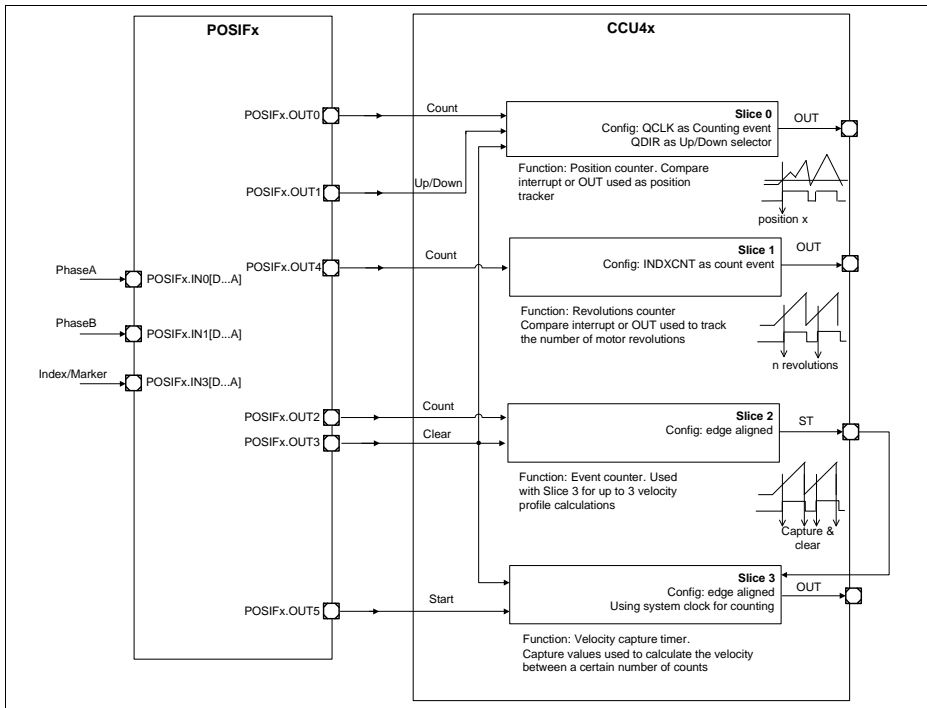 POSIFx
CCU4x
POSIFx.OUT0
Count
Slice 0
Config: QCLK as Counting event
QDIR as Up/Down selector
OUT
POSIFx.OUT1
Up/Down
Function: Position counter. Compare
interrupt or OUT used as position
tracker
position x
PhaseA
POSIFx.IN0[D...A]
POSIFx.OUT4
Count
Slice 1
Config: INDXCNT as count event
OUT
PhaseB
POSIFx.IN1[D...A]
Function: Revolutions counter
Compare interrupt or OUT used to track
the number of motor revolutions
n revolutions
Index/Marker
POSIFx.IN3[D...A]
POSIFx.OUT2
Count
Slice 2
Config: edge aligned
ST
POSIFx.OUT3
Clear
Function: Event counter. Used
with Slice 3 for up to 3 velocity
profile calculations
Capture &
clear
Slice 3
Config: edge aligned
Using system clock for counting
OUT
POSIFx.OUT5
Start
Function: Velocity capture timer.
Capture values used to calculate the velocity
between a certain number of counts